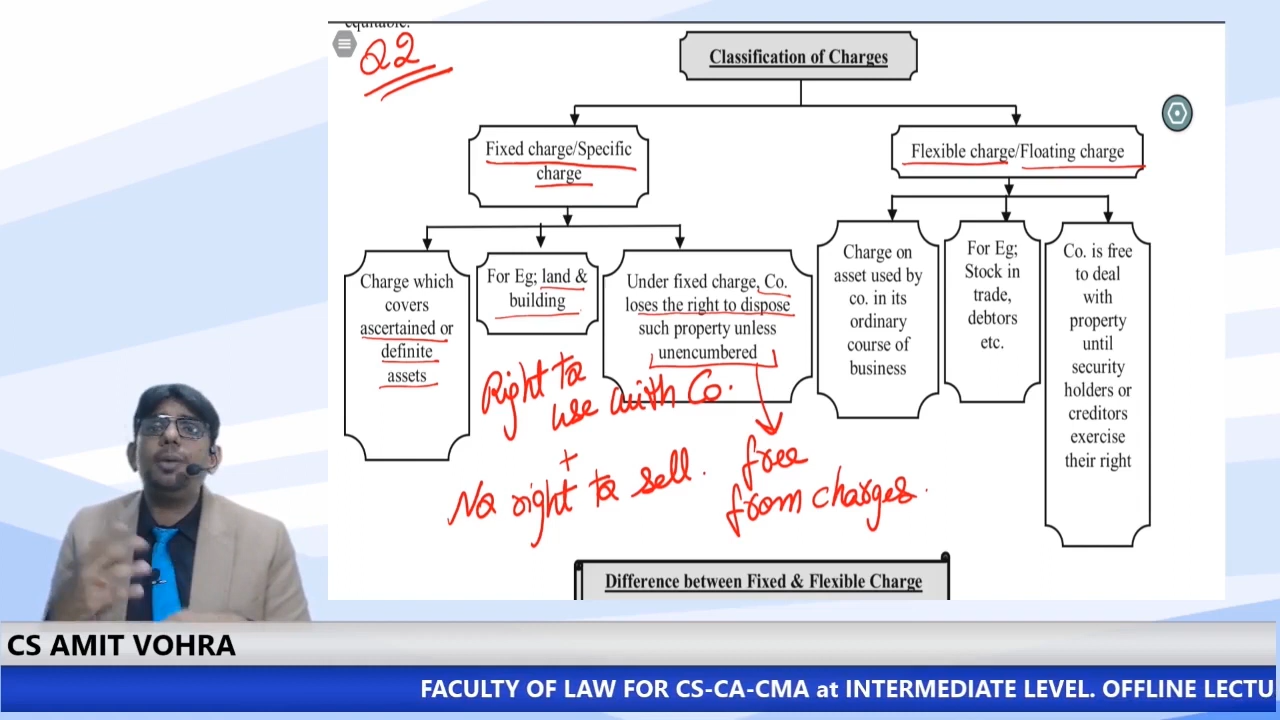 equitable.
Q2
Classification of Charges
Fixed charge/Specific
charge
Flexible charge/Floating charge
Charge which
covers
ascertained or
definite
assets
For Eg; land &
building
Under fixed charge, Co.
loses the right to dispose
such property unless
unencumbered
Charge on
asset used by
co. in its
ordinary
course of
business
For Eg;
Stock in
trade,
debtors
etc.
Co. is free
to deal
with
property
until
security
holders or
creditors
exercise
their right
Right to
use with Co.
+
No right to sell.
free
from charges.
Difference between Fixed & Flexible Charge
CS AMIT VOHRA
FACULTY OF LAW FOR CS-CA-CMA at INTERMEDIATE LEVEL. OFFLINE LECTU